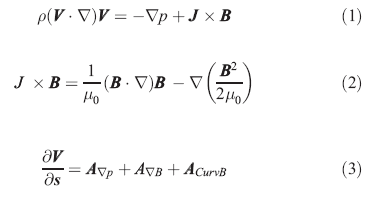 ρ(V · ∇)V = −∇p + J × B (1)
J × B = 1/μ₀ (B · ∇)B − ∇(B²/2μ₀) (2)
∂V/∂s = A∇p + A∇B + ACurvB (3)